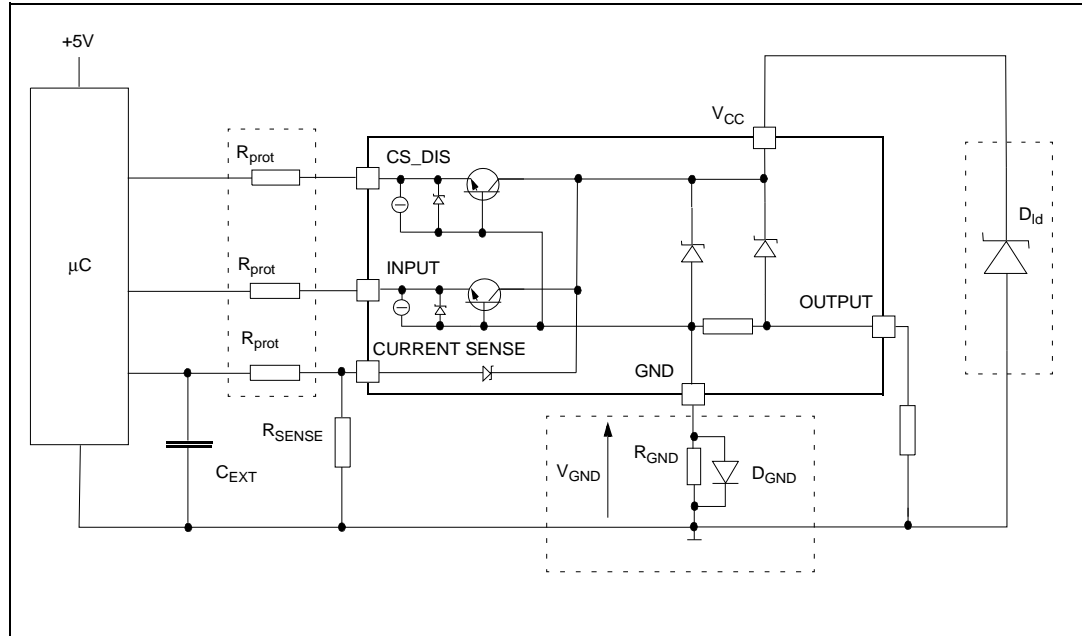 +5V
V_CC
R_prot
CS_DIS
D_ld
μC
R_prot
INPUT
OUTPUT
R_prot
CURRENT SENSE
GND
R_SENSE
C_EXT
V_GND
R_GND
D_GND